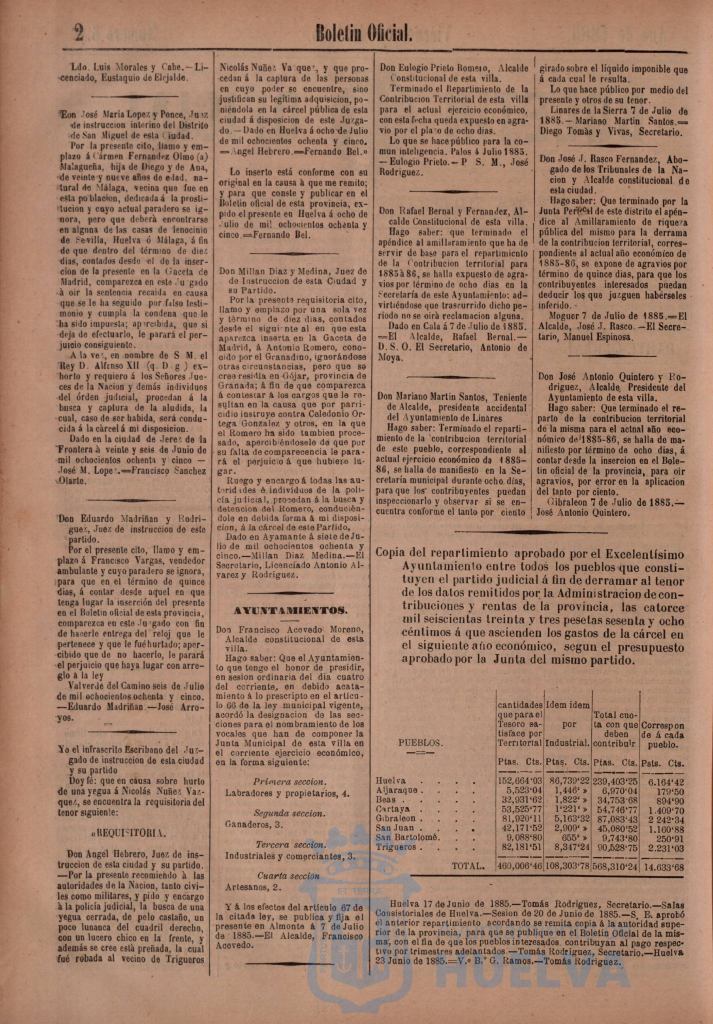 2
Boletin Oficial.
Ldo. Luis Morales y Cabe.—Li-
cenciado, Eustaquio de Elejalde.
Don José Maria Lopez y Ponce, Juez
de instruccion interino del Distrito
de San Miguel de esta Ciudad.
Por la presente cito, llamo y em-
plazo á Cármen Fernandez Olmo (a)
Malagueña, hija de Diego y de Ana,
de veinte y nueve años de edad, na-
tural de Málaga, vecina que fué en
esta poblacion, dedicada á la prosti-
tucion y cuyo actual paradero se ig-
nora, pero que deberá encontrarse
en alguna de las casas de lenocinio
de Sevilla, Huelva ó Málaga, á fin
de que dentro del término de diez
dias, contados desde el de la inser-
cion de la presente en la Gaceta de
Madrid, comparezca en este Juzgado
á oir la sentencia recaida en causa
que se le ha seguido por falso testi-
monio y cumpla la condena que le
ha sido impuesta; apercibida, que si
deja de efectuarlo, le parará el per-
juicio consiguiente.
A la vez, en nombre de S. M. el
Rey D. Alfonso XII (q. D. g.) ex-
horto y requiero á los Señores Jue-
ces de la Nacion y demás individuos
del órden judicial, procedan á la
busca y captura de la aludida, la
cual, caso de ser habida, será condu-
cida á la cárcel á mi disposicion.
Dado en la ciudad de Jerez de la
Frontera á veinte y seis de Junio de
mil ochocientos ochenta y cinco —
José M. Lopez.=Francisco Sanchez
Olarte.
Don Eduardo Madriñan y Rodri-
guez, Juez de instruccion de este
partido.
Por el presente cito, llamo y em-
plazo á Francisco Vargas, vendedor
ambulante y cuyo paradero se ignora,
para que en el término de quince
dias, á contar desde aquel en que
tenga lugar la inserción del presente
en el Boletin oficial de esta provincia,
comparezca en este Juzgado con el fin
de hacerle entrega del reloj que le
pertenece y que le fué hurtado; aper-
cibido que de no hacerlo, le parará
el perjuicio que haya lugar con arre-
glo á la ley
Valverde del Camino seis de Julio
de mil ochocientos ochenta y cinco.
—Eduardo Madriñan —José Arro-
yos.
Yo el infrascrito Escribano del Juz-
gado de instruccion de esta ciudad
y su partido
Doy fé: que en causa sobre hurto
de una yegua á Nicolás Nuñez Vaz-
quez, se encuentra la requisitoria del
tenor siguiente:
«REQUISITORIA.
Don Angel Hebrero, Juez de ins-
truccion de esta ciudad y su partido.
—Por la presente recomiendo á las
autoridades de la Nacion, tanto civi-
les como militares, y pido y encargo
á la policía judicial, la busca de una
yegua cerrada, de pelo castaño, un
poco lunanca del cuadril derecho,
con un lucero chico en la frente, y
además se cree está preñada, la cual
fué robada al vecino de Trigueros
Nicolás Nuñez Vazquez, y que pro-
cedan á la captura de las personas
en cuyo poder se encuentre, sino
justifican su legítima adquisicion, po-
niéndola en la cárcel pública de esta
ciudad á disposion de este Juzga-
do.—Dado en Huelva á ocho de Julio
de mil ochocientos ochenta y cinco.
=Angel Hebrero.=Fernando Bel.»
Lo inserto está conforme con su
original en la causa á que me remito;
y para que conste y publicar en el
Boletin oficial de esta provincia, ex-
pido el presente en Huelva á ocho de
Julio de mil ochocientos ochenta y
cinco.=Fernando Bel.
Don Millan Diaz y Medina, Juez de
de Instruccion de esta Ciudad y
su Partido.
Por la presente requisitoria cito,
llamo y emplazo por una sola vez
y término de diez dias, contados
desde el siguiente al en que esta
aparezca inserta en la Gaceta de
Madrid, á Antonio Romero, cono-
cido por el Granadino, ignorándose
otras circunstancias, pero que se
cree residia en Gójar, provincia de
Granada; á fin de que comparezca
á contestar á los cargos que le re-
sultan en la causa que por parri-
cidio instruye contra Celedonio Or-
tega Gonzalez y otros, en la que
el Romero ha sido tambien proce-
sado, apercibiéndosele de que por
su falta de comparecencia le para-
rá el perjuicio á que hubiere lu-
gar.
Ruego y encargo á todas las au-
toridades é individuos de la poli-
cía judicial, procedan á la busca y
detencion del Romero, conducién-
dole en debida forma á mi disposi-
cion, á la cárcel de este Partido,
Dado en Ayamonte á siete de Ju-
lio de mil ochocientos ochenta y
cinco.—Millan Diaz Medina.—El
Secretario, Licenciado Antonio Al-
varez y Rodriguez.
AYUNTAMIENTOS.
Don Francisco Acevedo Moreno,
Alcalde constitucional de esta
villa.
Hago saber: Que el Ayuntamien-
to que tengo el honor de presidir,
en sesion ordinaria del dia cuatro
del corriente, en debido acata-
miento á lo prescripto en el artícu-
lo 66 de la ley municipal vigente,
acordó la designacion de las sec-
ciones para el nombramiento de los
vocales que han de componer la
Junta Municipal de esta villa en
el corriente ejercicio económico,
en la forma siguiente:
Primera seccion.
Labradores y propietarios, 4.
Segunda seccion.
Ganaderos, 3.
Tercera seccion.
Industriales y comerciantes, 3.
Cuarta seccion
Artesanos, 2.
Y á los efectos del artículo 67 de
la citada ley, se publica y fija el
presente en Almonte á 7 de Julio
de 1885.—El Alcalde, Francisco
Acevedo.
Don Eulogio Prieto Romero, Alcalde
Constitucional de esta villa.
Terminado el Repartimento de la
Contribucion Territorial de esta villa
para el actual ejercicio económico,
con esta fecha queda expuesto en agra-
vio por el plazo de ocho dias.
Lo que se hace público para la co-
mun inteligencia. Palos 4 Julio 1885.
—Eulogio Prieto.—P S. M., José
Rodriguez.
Don Rafael Bernal y Fernandez, Al-
calde Constitucional de esta villa.
Hago saber: que terminado el
apéndice al amillaramiento que ha de
servir de base para el repartimiento
de la Contribucion territorial para
1885 á 86, se halla expuesto de agra-
vios por término de ocho dias en la
Secretaría de este Ayuntamiento: ad-
virtiéndose que trascurrido dicho pe-
ríodo no se oirá reclamacion alguna.
Dado en Cala á 7 de Julio de 1885.
=El Alcalde, Rafael Bernal.—
D. S. O. El Secretario, Antonio de
Moya.
Don Mariano Martin Santos, Teniente
de Alcalde, presidente accidental
del Ayuntamiento de Linares
Hago saber: Terminado el reparti-
miento de la contribucion territorial
de este pueblo, correspondiente al
actual ejercicio económico de 1885-
86, se halla de manifiesto en la Se-
cretaría municipal durante ocho dias,
para que los contribuyentes puedan
inspeccionarlo y observar si se en-
cuentra conforme el tanto por ciento
girado sobre el líquido imponible que
á cada cual le resulta.
Lo que hace público por medio del
presente y otros de su tenor.
Linares de la Sierra 7 de Julio de
1885.—Mariano Martin Santos.=
Diego Tomás y Vivas, Secretario.
Don José J. Rasco Fernandez, Abo-
gado de los Tribunales de la Na-
cion y Alcalde constitucional de
esta ciudad.
Hago saber: Que terminado por la
Junta Pericial de este distrito el apén-
dice al Amillaramiento de riqueza
pública del mismo para la derrama
de la contribucion territorial, corres-
pondiente al actual año económico de
1885-86, se expone de agravios por
término de quince dias, para que los
contribuyentes interesados puedan
deducir los que juzguen habérseles
inferido.
Moguer 7 de Julio de 1885.=El
Alcalde, José J. Rasco.—El Secre-
tario, Manuel Espinosa.
Don José Antonio Quintero y Ro-
driguez, Alcalde Presidente del
Ayuntamiento de esta villa.
Hago saber: Que terminado el re-
parto de la contribucion territorial
de la misma para el actual año eco-
nómico de 1885-86, se halla de ma-
nifiesto por término de ocho dias, á
contar desde la insercion en el Bole-
tin oficial de la provincia, para oir
agravios, por error en la aplicacion
del tanto por ciento.
Gibraleon 7 de Julio de 1885.—
José Antonio Quintero.
Copia del repartimiento aprobado por el Excelentísimo
Ayuntamiento entre todos los pueblos que consti-
tuyen el partido judicial á fin de derramar al tenor
de los datos remitidos por la Administracion de con-
tribuciones y rentas de la provincia, las catorce
mil seiscientas treinta y tres pesetas sesenta y ocho
céntimos á que ascienden los gastos de la cárcel en
el siguiente año económico, segun el presupuesto
aprobado por la Junta del mismo partido.
PUEBLOS. | cantidades que para el Tesoro satisface por Territorial | Idem idem por Industrial. | Total cuota con que deben contribuir | Correspon de á cada pueblo.
Ptas. Cts. | Ptas. Cts. | Ptas. Cts. | Pats. Cts.
Huelva . . . . 152,664'03 86,739'22 239,403'25 6.164'42
Aljaraque . . . . 5,523'04 1,446' » 6,970'04 179'50
Beas . . . . 32,931'62 1,822' » 34,753'68 894'90
Cartaya . . . . 53,525'77 1'221' » 54,746'77 1.409'70
Gibraleon . . . . 81,920'11 5,163'32 87,083'43 2 242'34
San Juan . . . . 42,171'52 2,909' » 45,080'52 1.160'88
San Bartolomé. . . . 9,088'80 655' » 9,743'80 250'91
Trigueros . . . . 82,181'51 8,347'24 90,528'75 2.231'03
TOTAL. 460,006'46 108,303'78 568,310'24 14.633'68
Huelva 17 de Junio de 1885.—Tomás Rodriguez, Secretario.—Salas
Consistoriales de Huelva.—Sesion de 20 de Junio de 1885.—S. E. aprobó
el anterior repartimiento acordando se remita copia á la autoridad supe-
rior de la provincia, para que se publique en el Boletin Oficial de la mis-
ma, con el fin de que los pueblos interesados contribuyan al pago respec-
tivo por trimestres adelantados.—Tomás Rodriguez, Secretario.—Huelva
23 Junio de 1885.=V.º B.º G. Ramos.—Tomás Rodriguez.
HUELVA